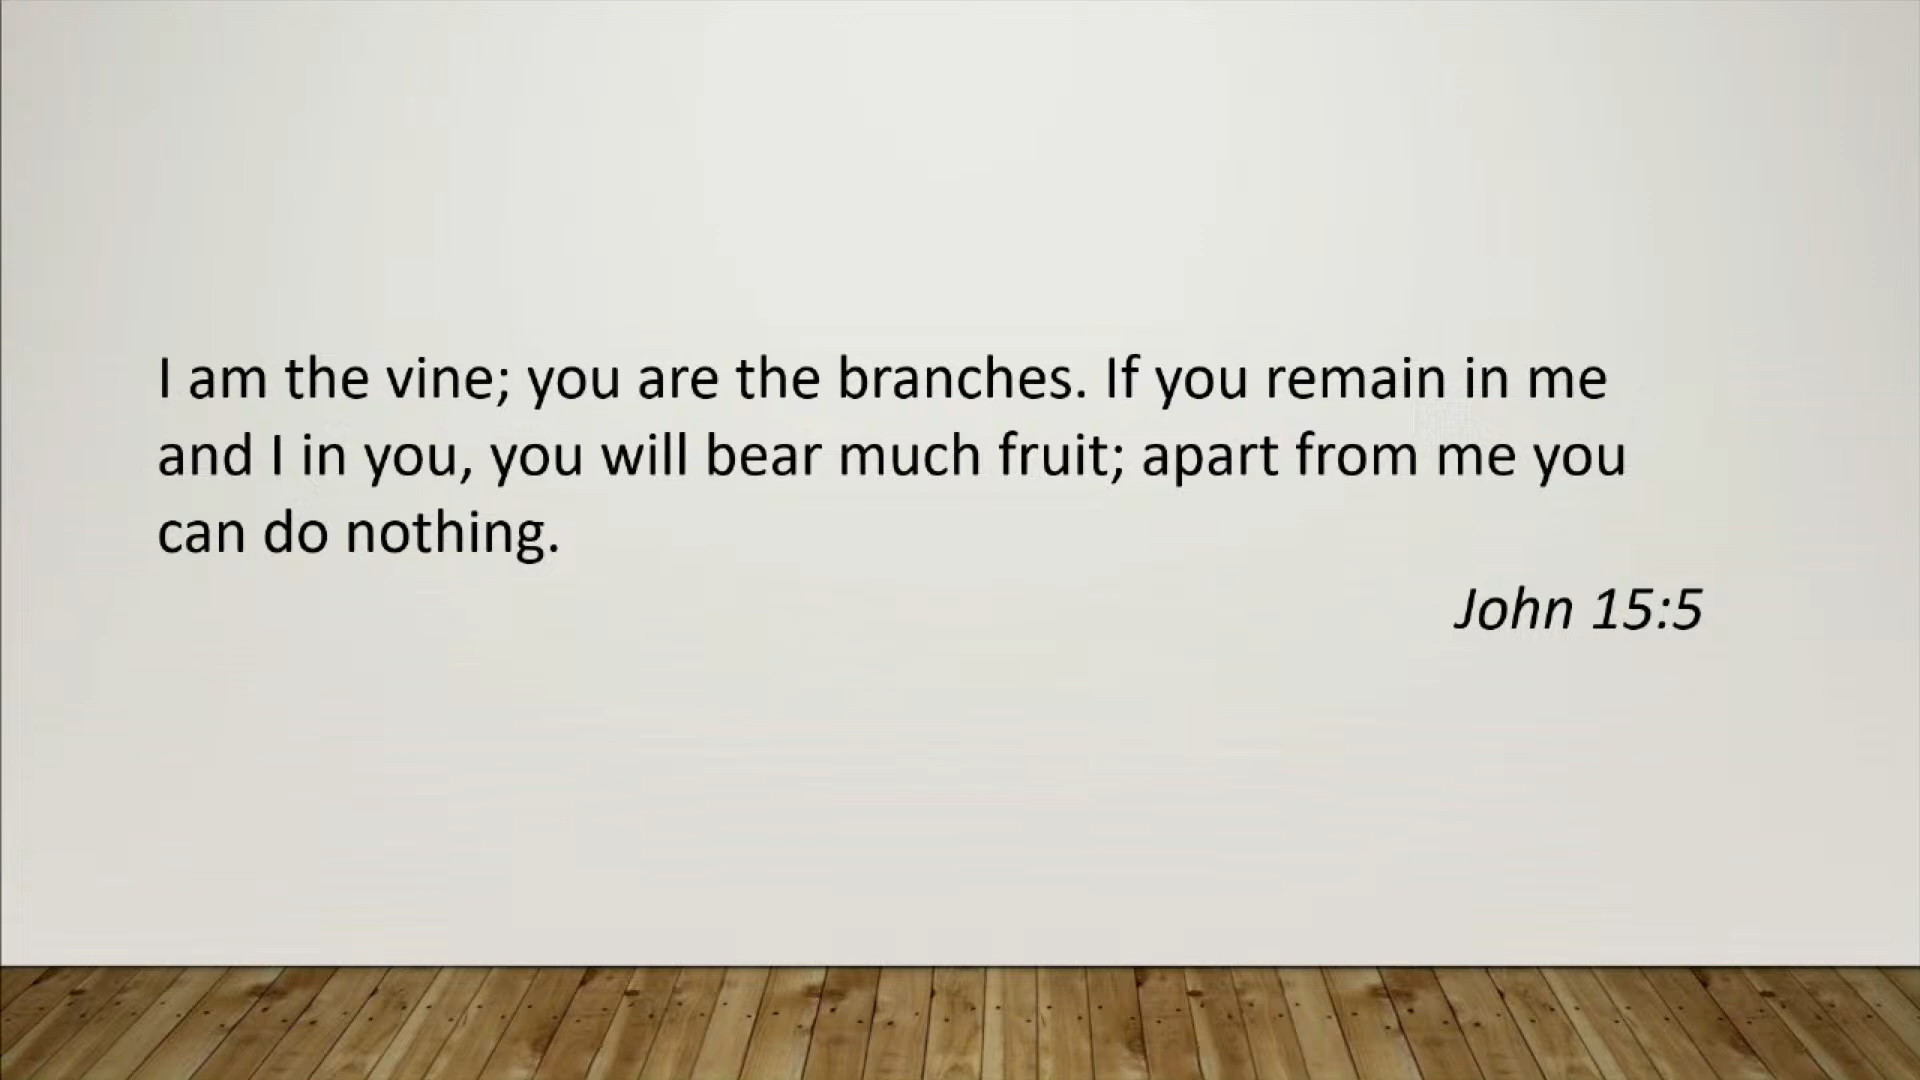 I am the vine; you are the branches. If you remain in me
and I in you, you will bear much fruit; apart from me you
can do nothing.
John 15:5